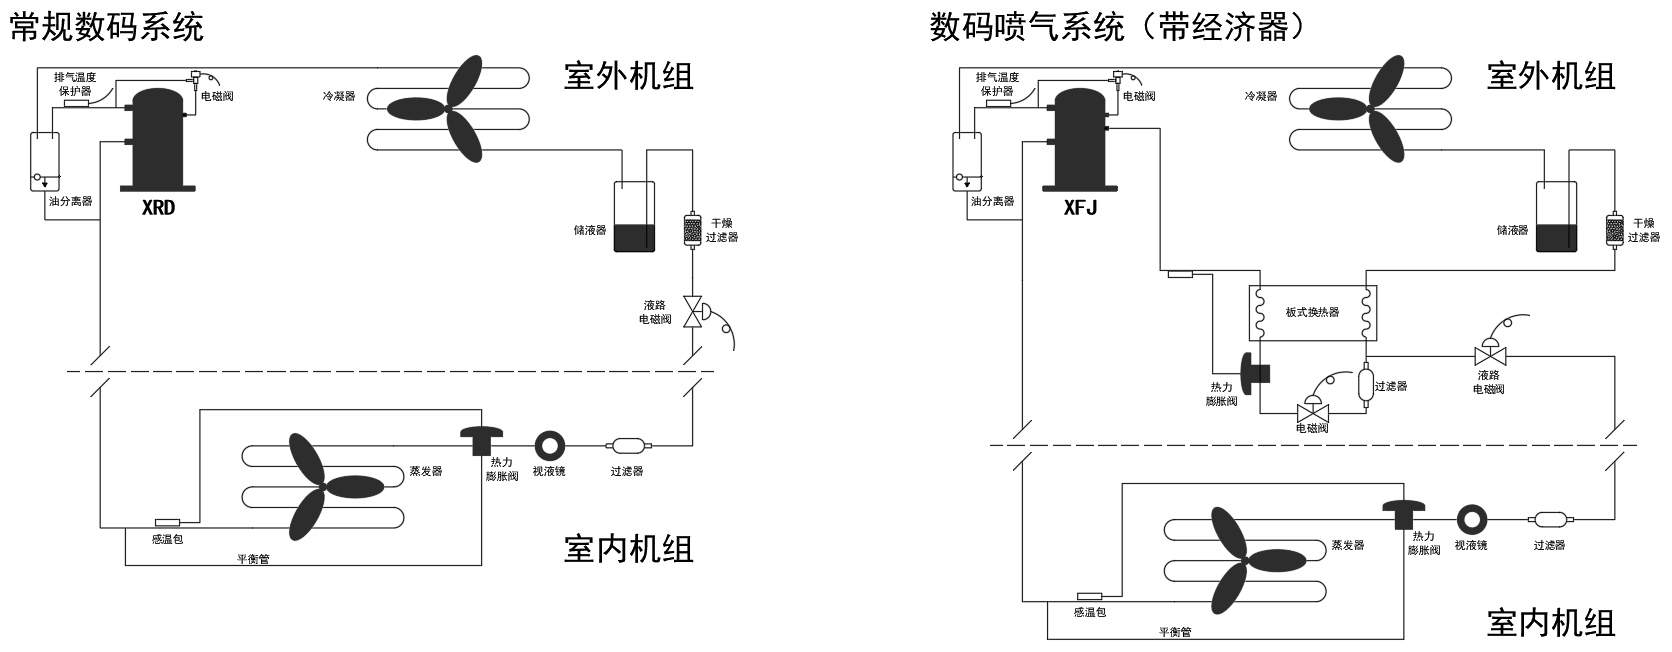 常规数码系统
室外机组
排气温度
保护器
电磁阀
冷凝器
油分离器
XRD
储液器
干燥
过滤器
液路
电磁阀
蒸发器
热力
膨胀阀
视液镜
过滤器
感温包
平衡管
室内机组
数码喷气系统（带经济器）
室外机组
排气温度
保护器
电磁阀
冷凝器
油分离器
XFJ
储液器
干燥
过滤器
板式换热器
热力
膨胀阀
电磁阀
过滤器
液路
电磁阀
蒸发器
热力
膨胀阀
视液镜
过滤器
感温包
平衡管
室内机组